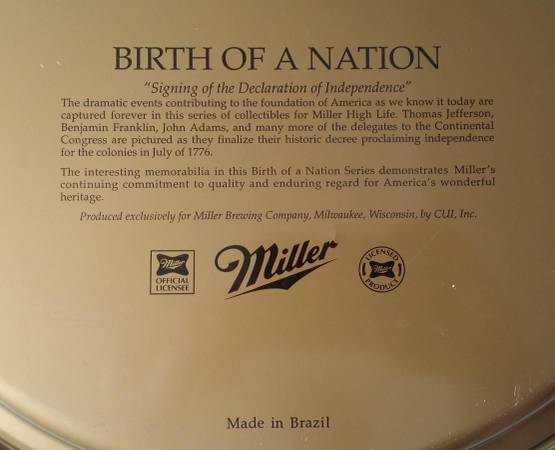 BIRTH OF A NATION
“Signing of the Declaration of Independence”
The dramatic events contributing to the foundation of America as we know it today are
captured forever in this series of collectibles for Miller High Life. Thomas Jefferson,
Benjamin Franklin, John Adams, and many more of the delegates to the Continental
Congress are pictured as they finalize their historic decree proclaiming independence
for the colonies in July of 1776.
The interesting memorabilia in this Birth of a Nation Series demonstrates Miller's
continuing commitment to quality and enduring regard for America's wonderful
heritage.
Produced exclusively for Miller Brewing Company, Milwaukee, Wisconsin, by CUI, Inc.
Miller
OFFICIAL
LICENSEE
Miller
LICENSED
Miller
PRODUCT
Made in Brazil